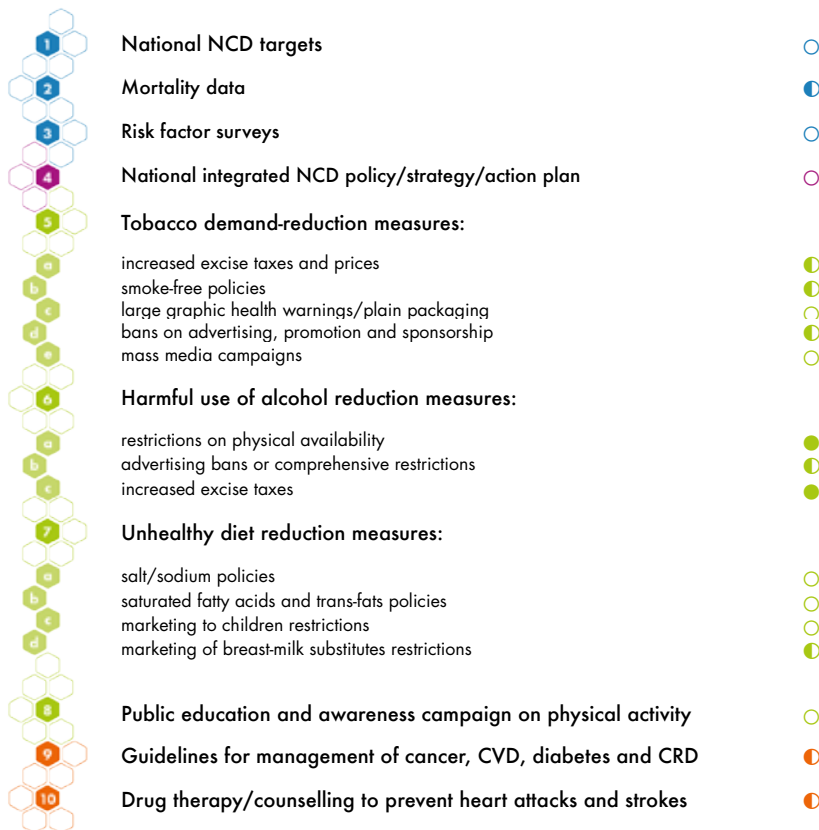 1 National NCD targets
2 Mortality data
3 Risk factor surveys
4 National integrated NCD policy/strategy/action plan
5 Tobacco demand-reduction measures:
a increased excise taxes and prices
b smoke-free policies
c large graphic health warnings/plain packaging
d bans on advertising, promotion and sponsorship
e mass media campaigns
6 Harmful use of alcohol reduction measures:
a restrictions on physical availability
b advertising bans or comprehensive restrictions
c increased excise taxes
7 Unhealthy diet reduction measures:
a salt/sodium policies
b saturated fatty acids and trans-fats policies
c marketing to children restrictions
d marketing of breast-milk substitutes restrictions
8 Public education and awareness campaign on physical activity
9 Guidelines for management of cancer, CVD, diabetes and CRD
10 Drug therapy/counselling to prevent heart attacks and strokes